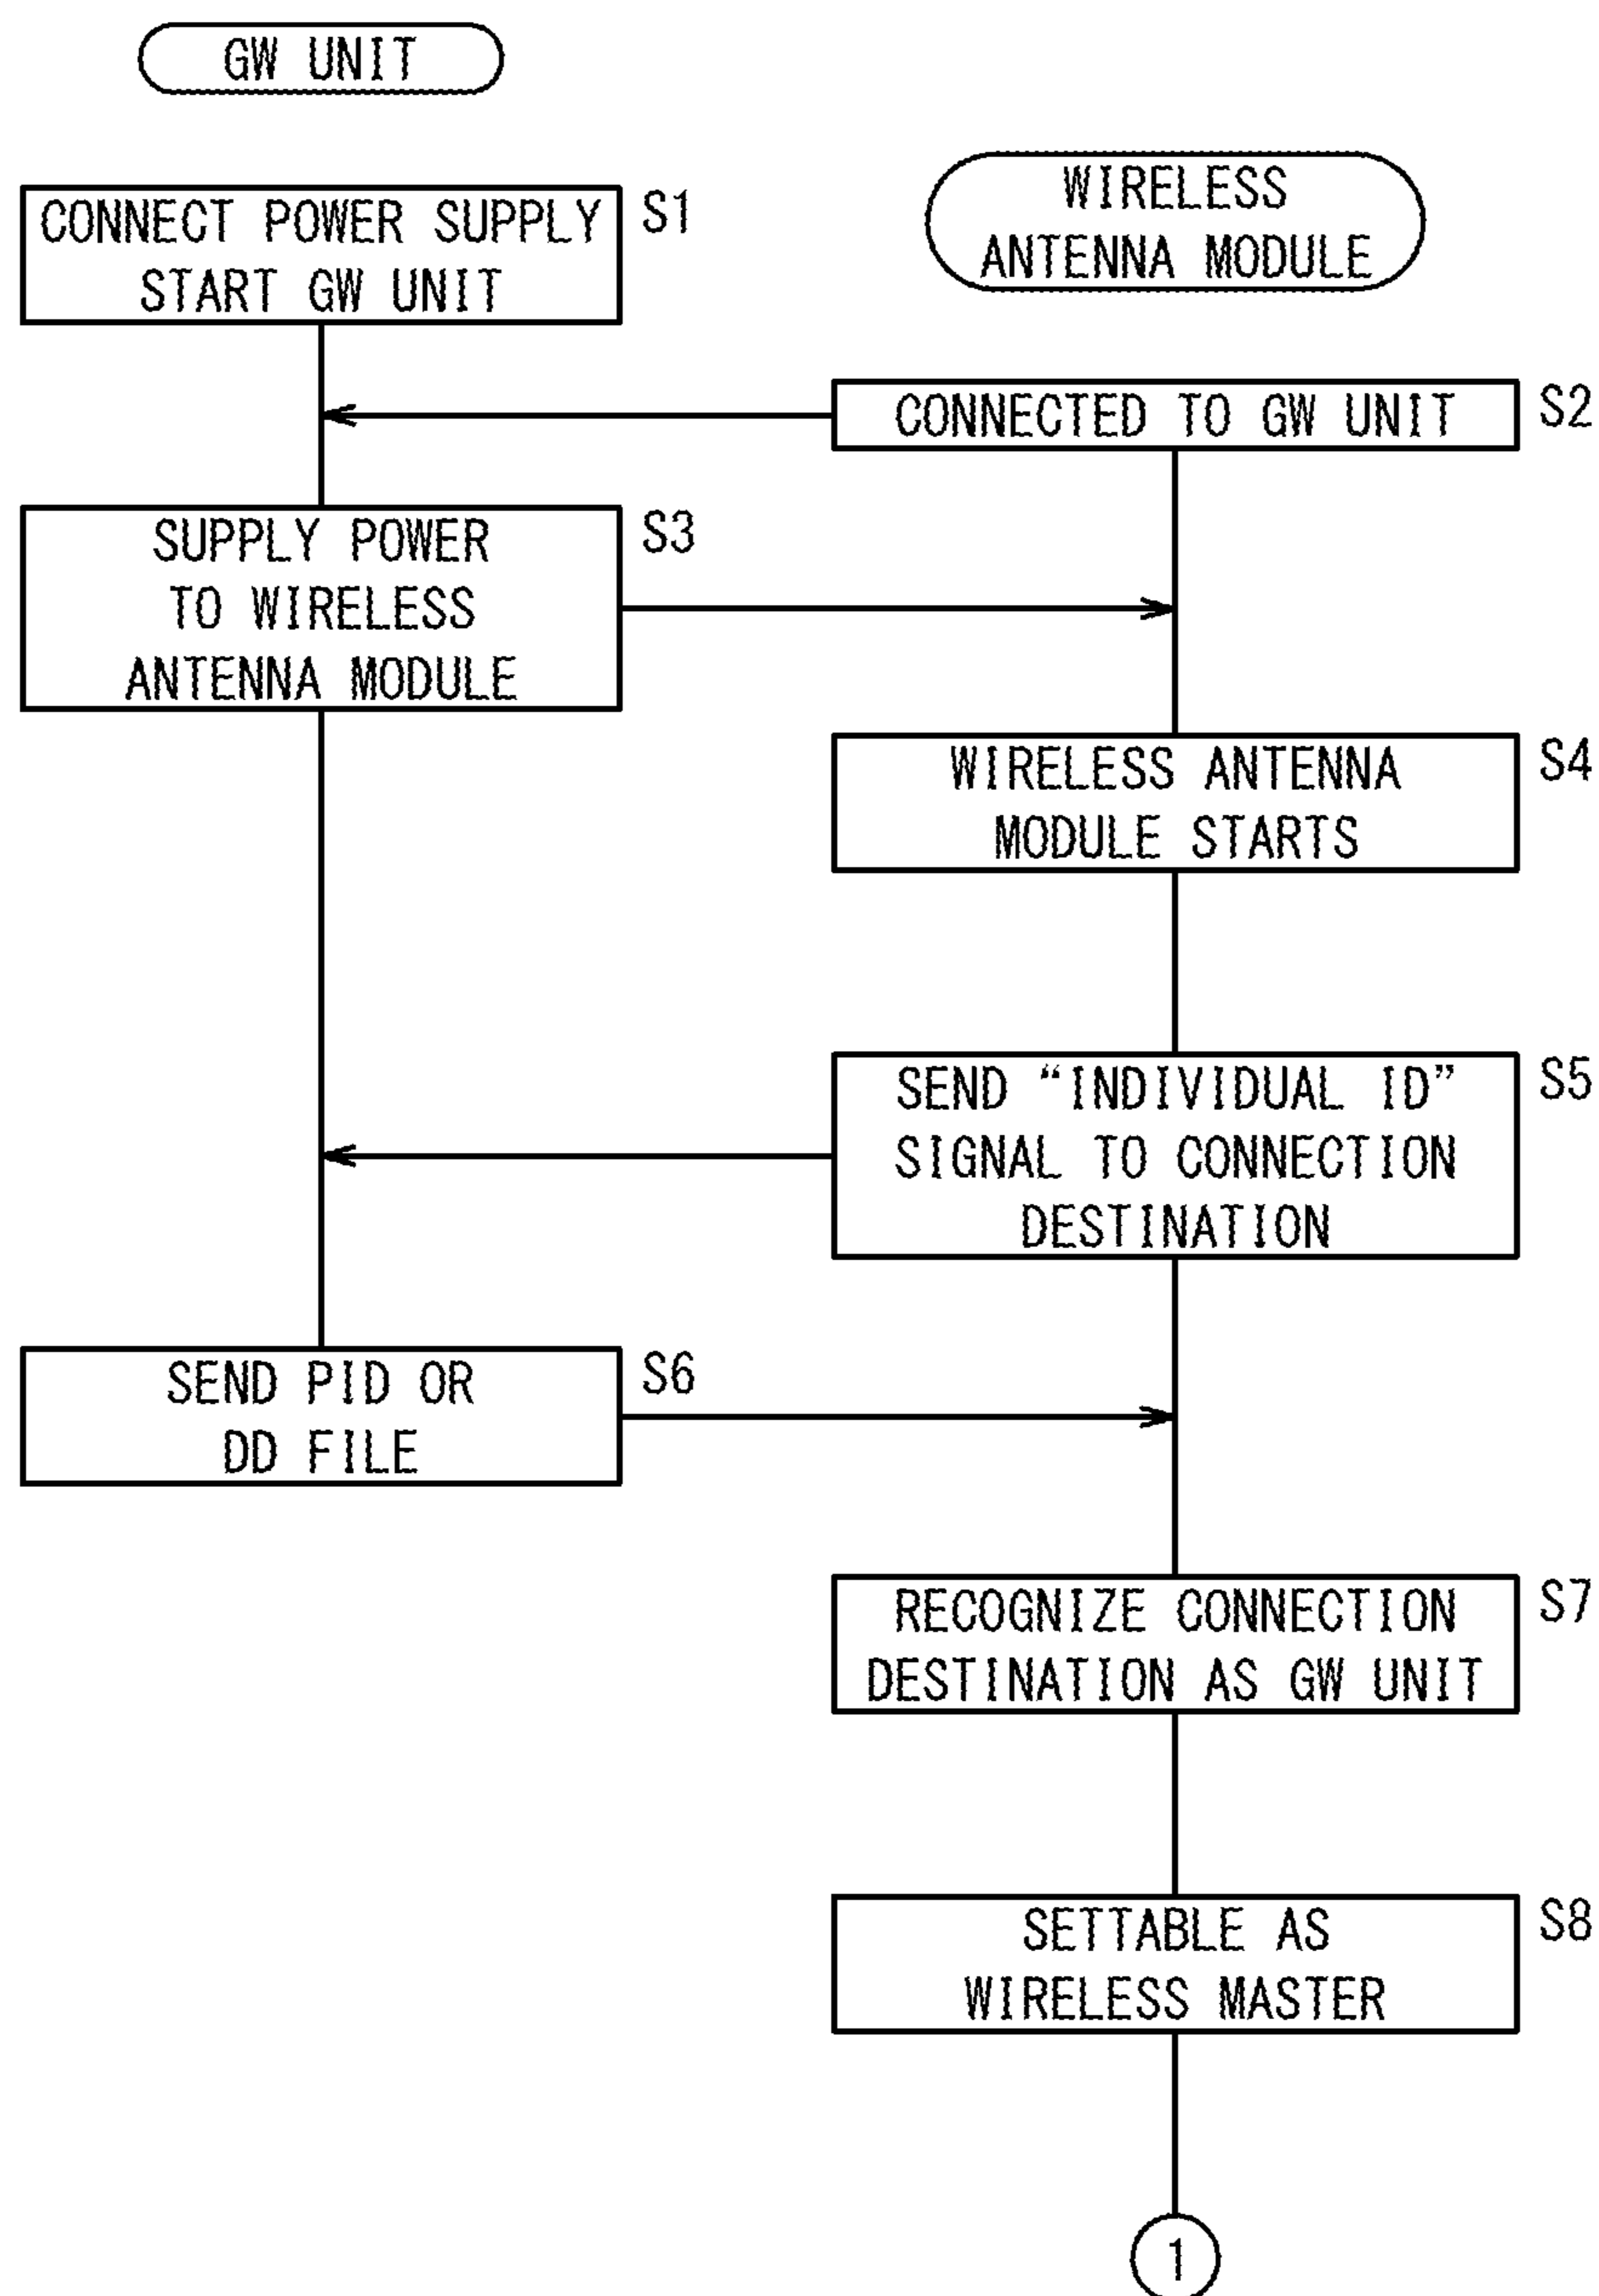 GW UNIT
WIRELESS
ANTENNA MODULE
CONNECT POWER SUPPLY
START GW UNIT
S1
CONNECTED TO GW UNIT
S2
SUPPLY POWER
TO WIRELESS
ANTENNA MODULE
S3
WIRELESS ANTENNA
MODULE STARTS
S4
SEND “INDIVIDUAL ID”
SIGNAL TO CONNECTION
DESTINATION
S5
SEND PID OR
DD FILE
S6
RECOGNIZE CONNECTION
DESTINATION AS GW UNIT
S7
SETTABLE AS
WIRELESS MASTER
S8
1